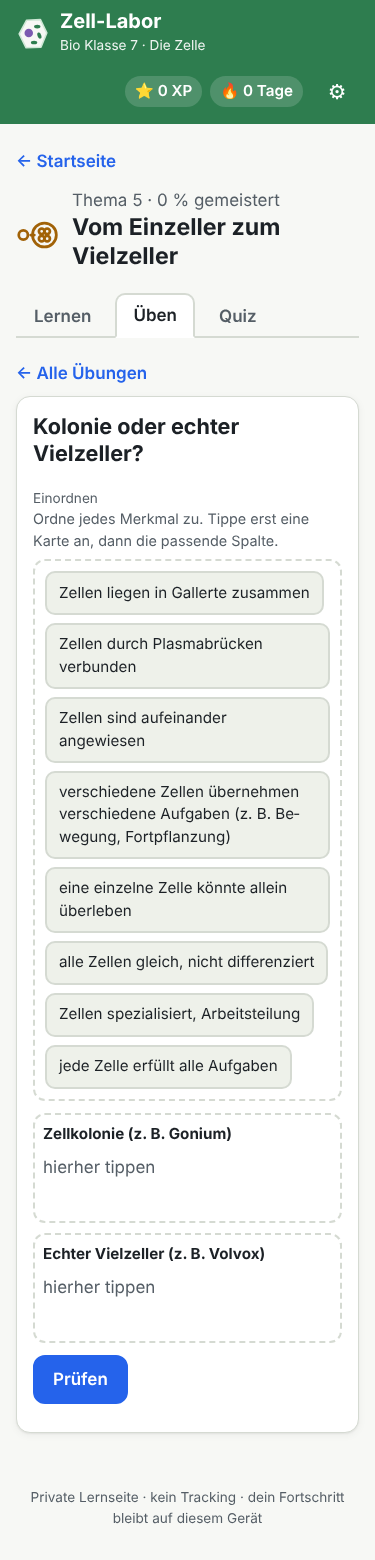 Zell-Labor
Bio Klasse 7 · Die Zelle
⭐ 0 XP
🔥 0 Tage
⚙
← Startseite
Thema 5 · 0 % gemeistert
Vom Einzeller zum
Vielzeller
Lernen
Üben
Quiz
← Alle Übungen
Kolonie oder echter
Vielzeller?
Einordnen
Ordne jedes Merkmal zu. Tippe erst eine
Karte an, dann die passende Spalte.
Zellen liegen in Gallerte zusammen
Zellen durch Plasmabrücken
verbunden
Zellen sind aufeinander
angewiesen
verschiedene Zellen übernehmen
verschiedene Aufgaben (z. B. Be-
wegung, Fortpflanzung)
eine einzelne Zelle könnte allein
überleben
alle Zellen gleich, nicht differenziert
Zellen spezialisiert, Arbeitsteilung
jede Zelle erfüllt alle Aufgaben
Zellkolonie (z. B. Gonium)
hierher tippen
Echter Vielzeller (z. B. Volvox)
hierher tippen
Prüfen
Private Lernseite · kein Tracking · dein Fortschritt
bleibt auf diesem Gerät